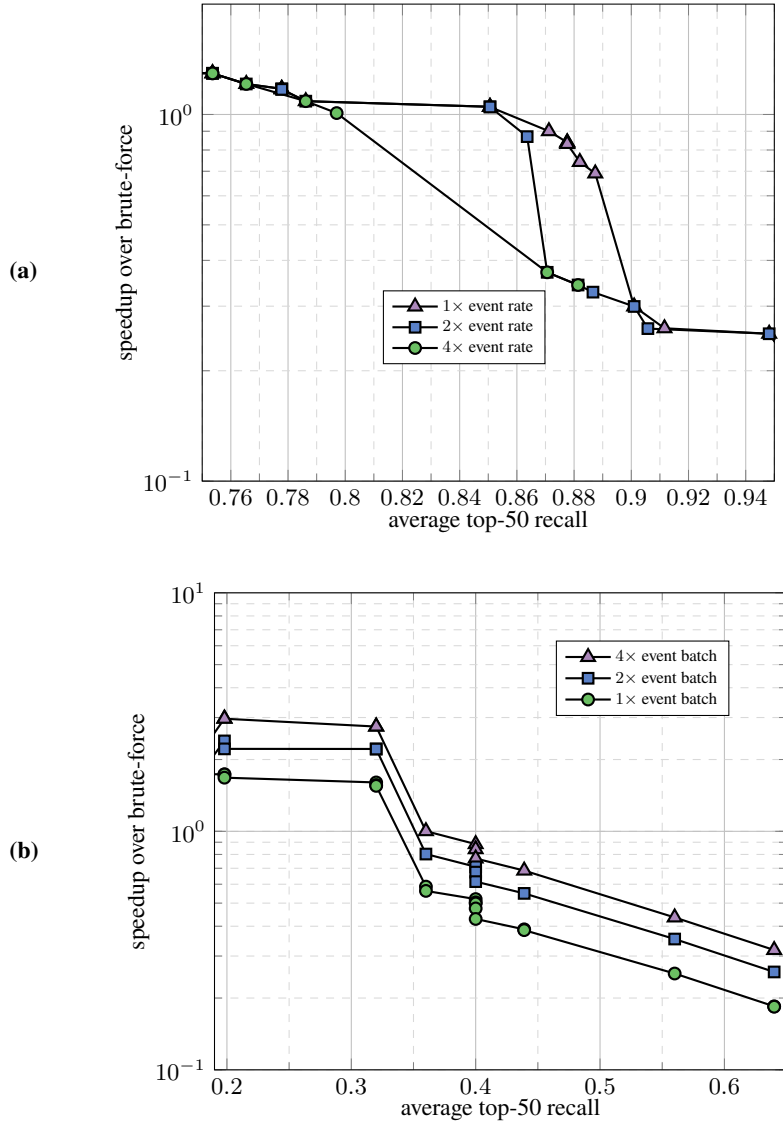 10^0
10^{-1}
speedup over brute-force
(a)
1× event rate
2× event rate
4× event rate
0.76 0.78 0.8 0.82 0.84 0.86 0.88 0.9 0.92 0.94
average top-50 recall
10^1
10^0
10^{-1}
speedup over brute-force
(b)
4× event batch
2× event batch
1× event batch
0.2 0.3 0.4 0.5 0.6
average top-50 recall